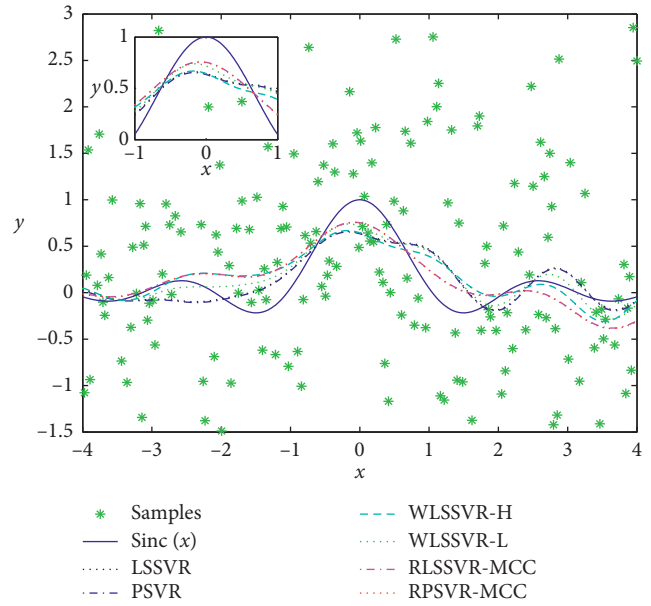 3
2.5
2
1.5
1
0.5
0
–0.5
–1
–1.5
y
–4 –3 –2 –1 0 1 2 3 4
x
1
0.5
0
y
–1 0 1
x
Samples
Sinc (x)
LSSVR
PSVR
WLSSVR-H
WLSSVR-L
RLSSVR-MCC
RPSVR-MCC